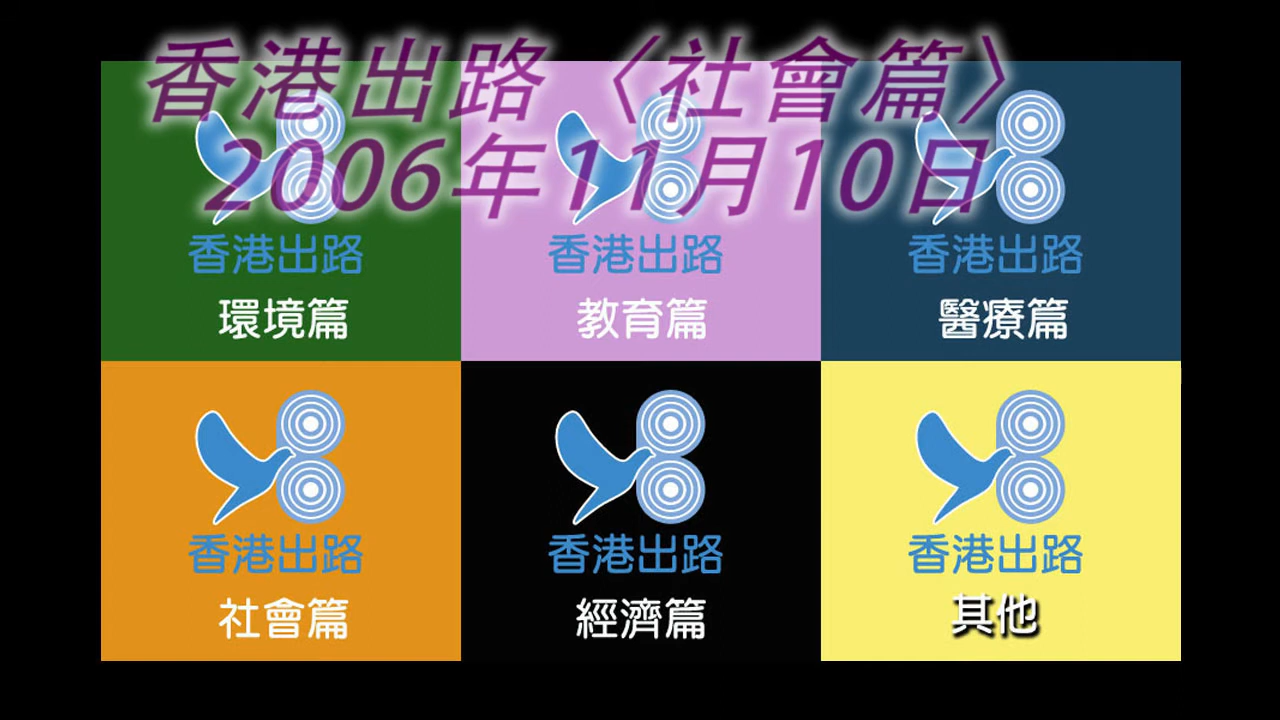 香港出路〈社會篇〉
2006年11月10日
香港出路
環境篇
香港出路
教育篇
香港出路
醫療篇
香港出路
社會篇
香港出路
經濟篇
香港出路
其他